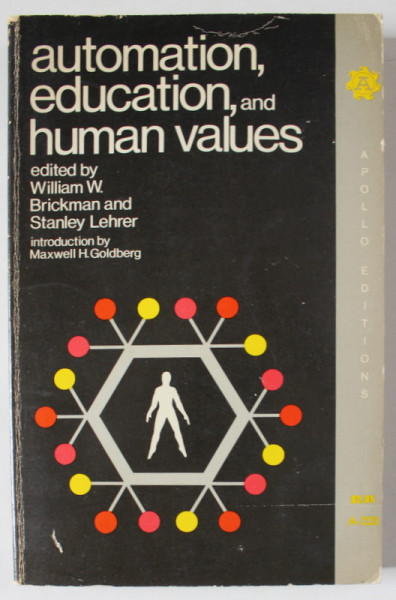 automation,
education, and
human values
edited by
William W.
Brickman and
Stanley Lehrer
introduction by
Maxwell H. Goldberg
A
APOLLO EDITIONS